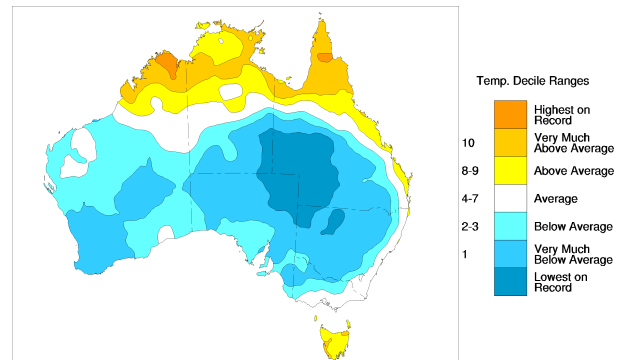 Temp. Decile Ranges
Highest on
Record
10
Very Much
Above Average
8-9
Above Average
4-7
Average
2-3
Below Average
1
Very Much
Below Average
Lowest on
Record